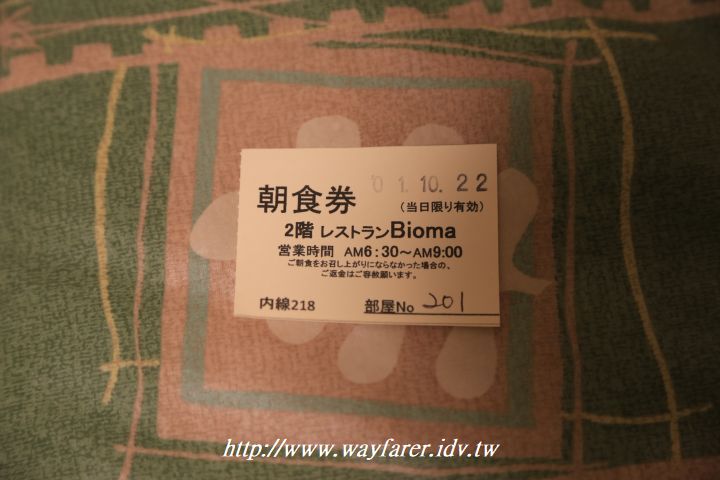 '01.10.22
朝食券 (当日限り有効)
2階 レストランBioma
営業時間 AM6:30～AM9:00
ご朝食をお召し上がりにならなかった場合の、
ご返金はご容赦願います。
内線218 部屋No 201
http://www.wayfarer.idv.tw